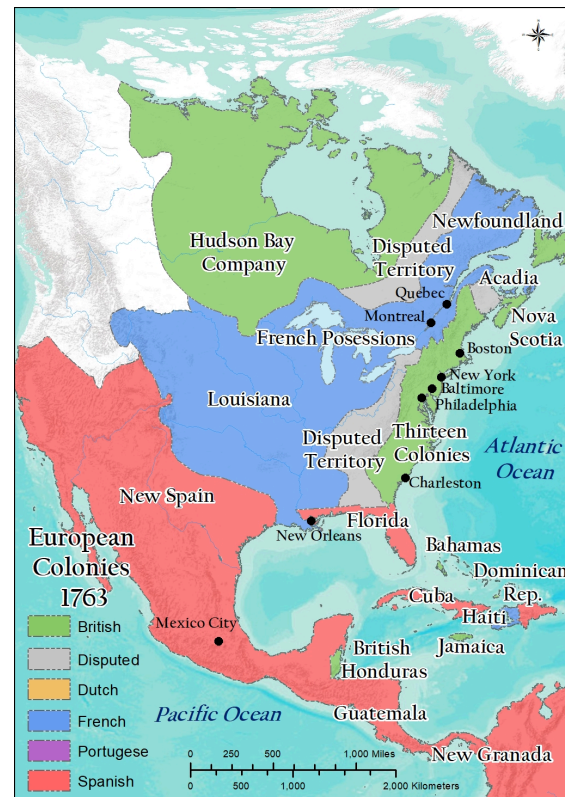 Hudson Bay
Company
Newfoundland
Disputed
Territory
Acadia
Quebec
Nova
Scotia
Montreal
French Posessions
Boston
New York
Baltimore
Philadelphia
Louisiana
Disputed
Territory
Thirteen
Colonies
Atlantic
Ocean
Charleston
New Spain
Florida
New Orleans
European
Colonies
1763
Bahamas
Dominican
Rep.
Cuba
Haiti
Jamaica
British
Honduras
Mexico City
British
Disputed
Dutch
French
Portugese
Spanish
Pacific Ocean
Guatemala
New Granada
0 250 500 1,000 Miles
0 500 1,000 2,000 Kilometers